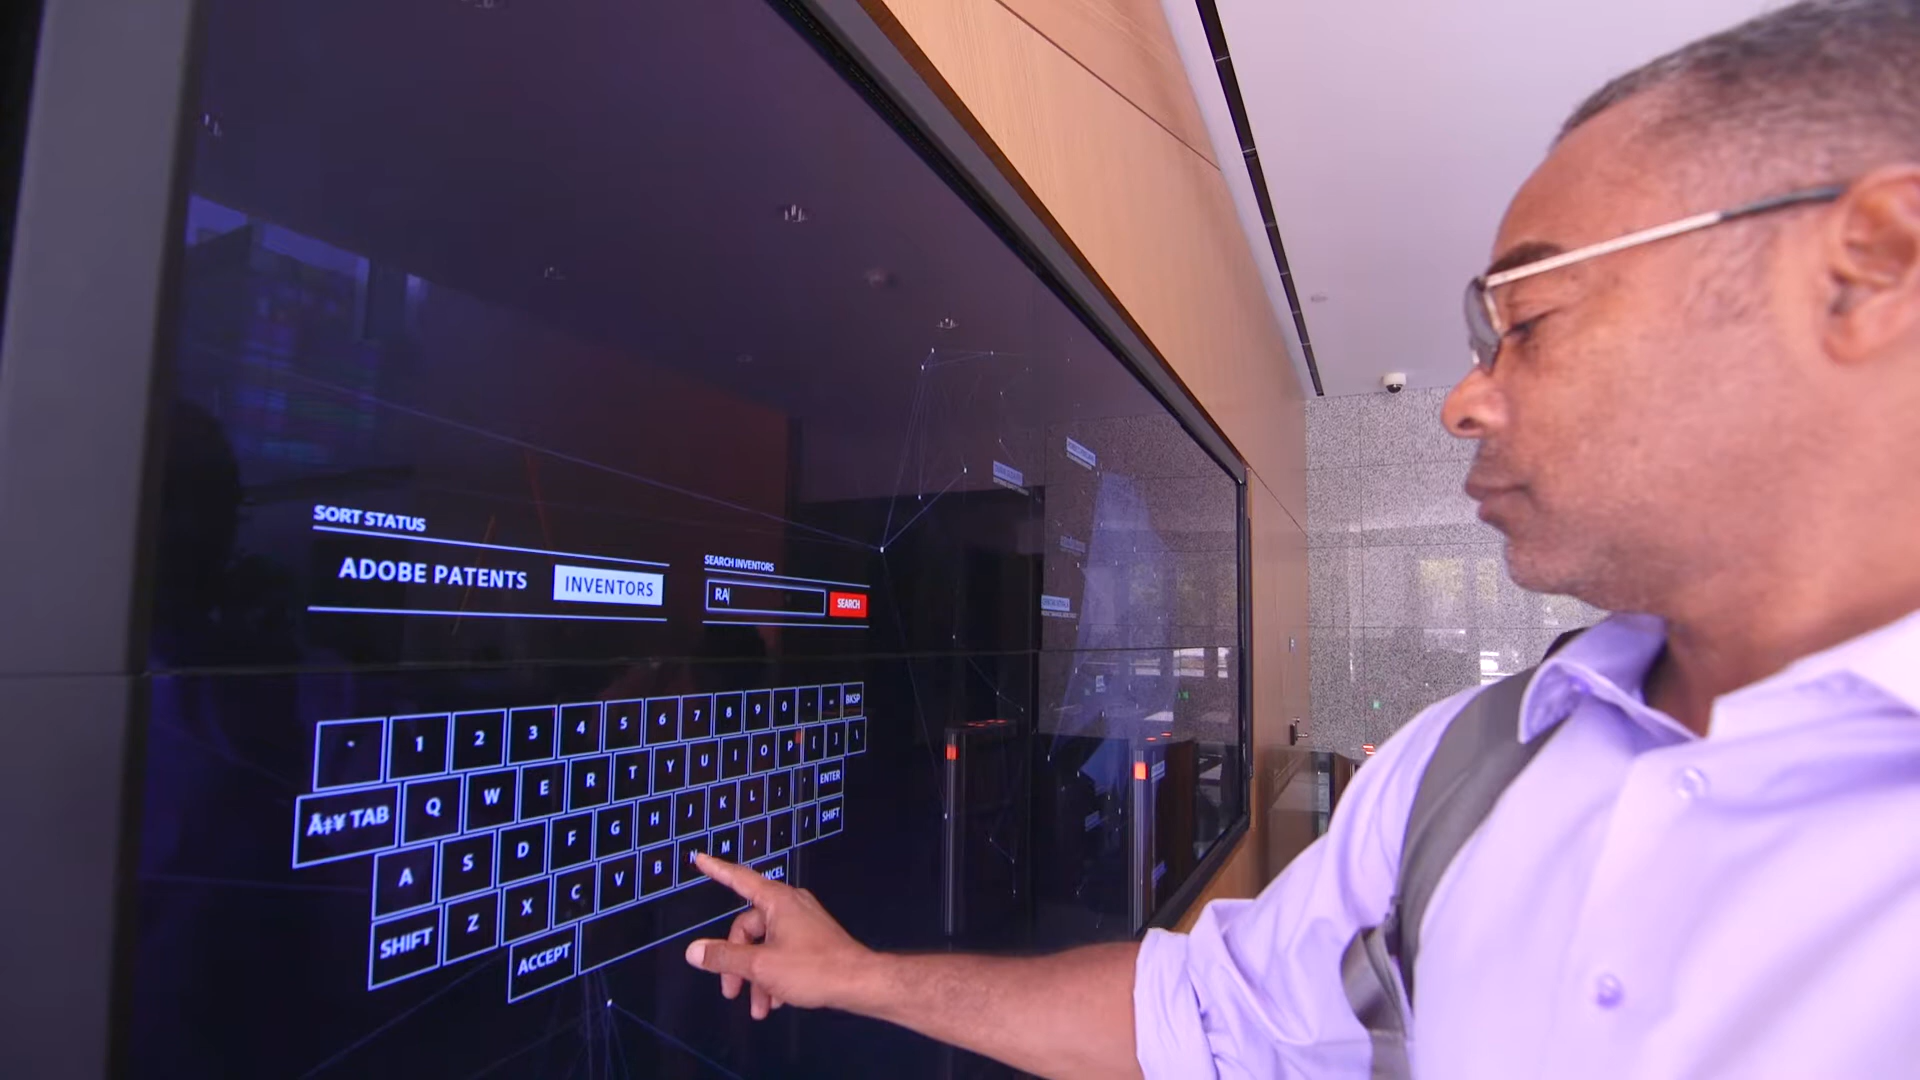 SORT STATUS
ADOBE PATENTS INVENTORS
SEARCH INVENTORS
RA SEARCH
1 2 3 4 5 6 7 8 9 0 - = BKSP
Ã‡¥ TAB Q W E R T Y U I O P [ ] \
A S D F G H J K L ; ' ENTER
SHIFT Z X C V B N M , . / SHIFT
ACCEPT